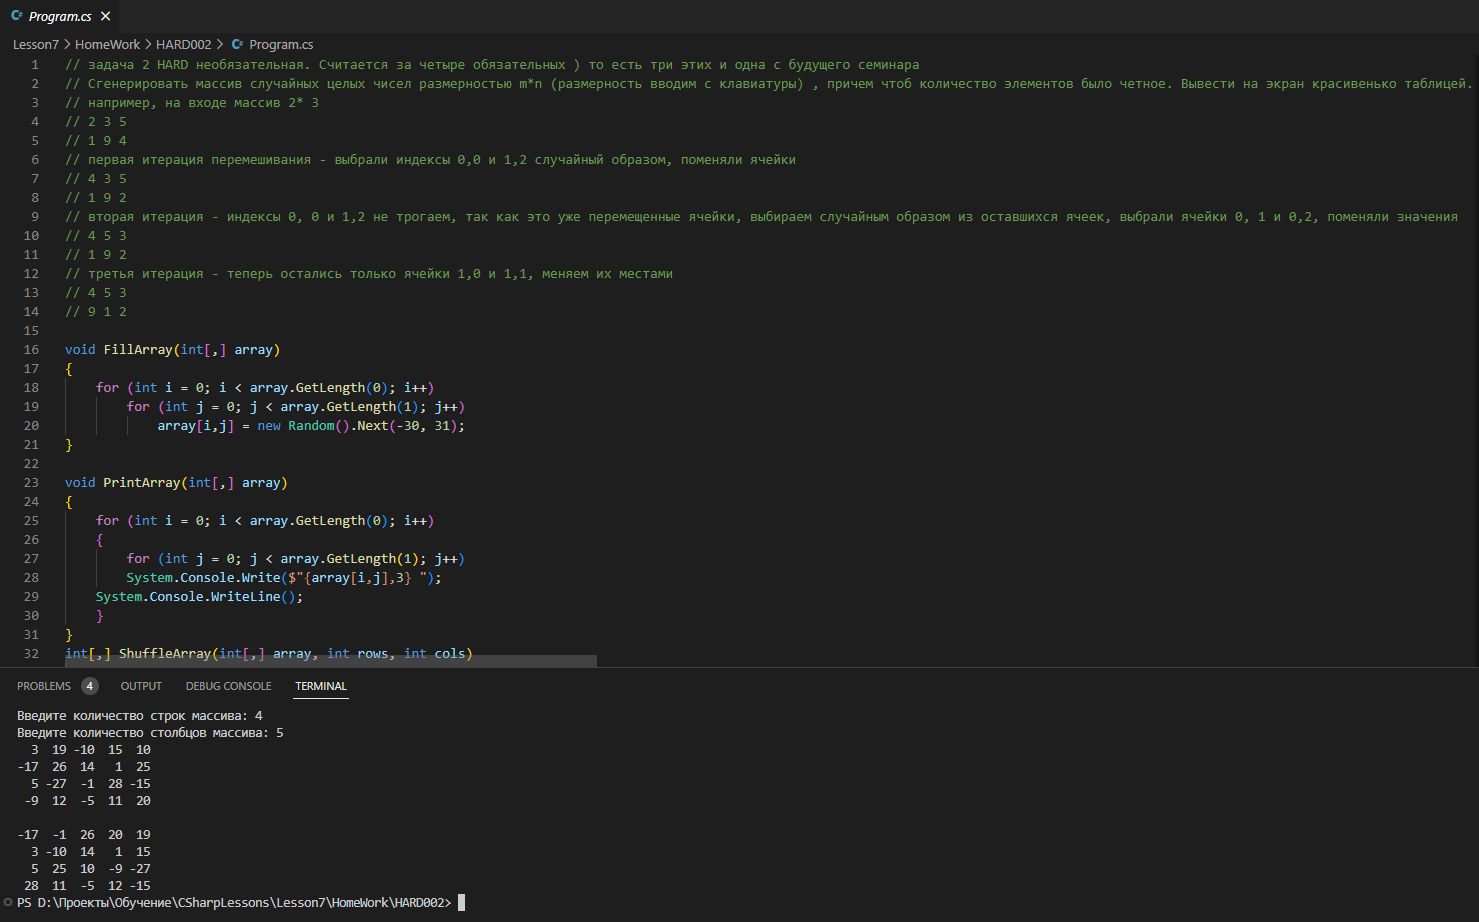 Program.cs
Lesson7 > HomeWork > HARD002 > Program.cs
1 // задача 2 HARD необязательная. Считается за четыре обязательных ) то есть три этих и одна с будущего семинара
2 // Сгенерировать массив случайных целых чисел размерностью m*n (размерность вводим с клавиатуры) , причем чтоб количество элементов было четное. Вывести на экран красивенько таблицей.
3 // например, на входе массив 2* 3
4 // 2 3 5
5 // 1 9 4
6 // первая итерация перемешивания - выбрали индексы 0,0 и 1,2 случайный образом, поменяли ячейки
7 // 4 3 5
8 // 1 9 2
9 // вторая итерация - индексы 0, 0 и 1,2 не трогаем, так как это уже перемещенные ячейки, выбираем случайным образом из оставшихся ячеек, выбрали ячейки 0, 1 и 0,2, поменяли значения
10 // 4 5 3
11 // 1 9 2
12 // третья итерация - теперь остались только ячейки 1,0 и 1,1, меняем их местами
13 // 4 5 3
14 // 9 1 2
15
16 void FillArray(int[,] array)
17 {
18 for (int i = 0; i < array.GetLength(0); i++)
19 for (int j = 0; j < array.GetLength(1); j++)
20 array[i,j] = new Random().Next(-30, 31);
21 }
22
23 void PrintArray(int[,] array)
24 {
25 for (int i = 0; i < array.GetLength(0); i++)
26 {
27 for (int j = 0; j < array.GetLength(1); j++)
28 System.Console.Write($"{array[i,j],3} ");
29 System.Console.WriteLine();
30 }
31 }
32 int[,] ShuffleArray(int[,] array, int rows, int cols)
PROBLEMS 4 OUTPUT DEBUG CONSOLE TERMINAL
Введите количество строк массива: 4
Введите количество столбцов массива: 5
3 19 -10 15 10
-17 26 14 1 25
5 -27 -1 28 -15
-9 12 -5 11 20
-17 -1 26 20 19
3 -10 14 1 15
5 25 10 -9 -27
28 11 -5 12 -15
PS D:\Проекты\Обучение\CSharpLessons\Lesson7\HomeWork\HARD002>